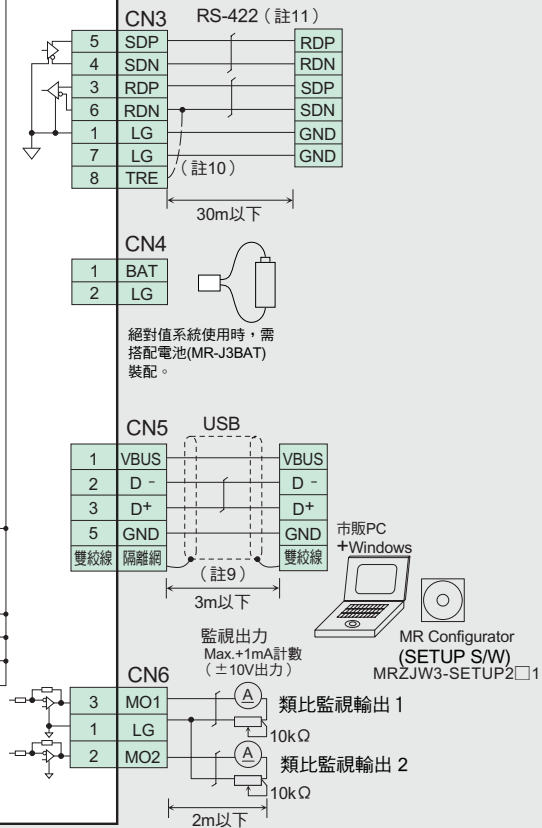 CN3 RS-422（註11）
5 SDP RDP
4 SDN RDN
3 RDP SDP
6 RDN SDN
1 LG GND
7 LG GND
8 TRE （註10）
30m以下
CN4
1 BAT
2 LG
絕對值系統使用時，需
搭配電池(MR-J3BAT)
裝配。
CN5 USB
1 VBUS VBUS
2 D - D -
3 D+ D+
5 GND GND
雙絞線 隔離網 雙絞線
（註9）
3m以下
市販PC
+Windows
MR Configurator
(SETUP S/W)
MRZJW3-SETUP2□1
監視出力
Max.+1mA計數
（±10V出力）
CN6
3 MO1 A 類比監視輸出 1
1 LG 10kΩ
2 MO2 A 類比監視輸出 2
10kΩ
2m以下